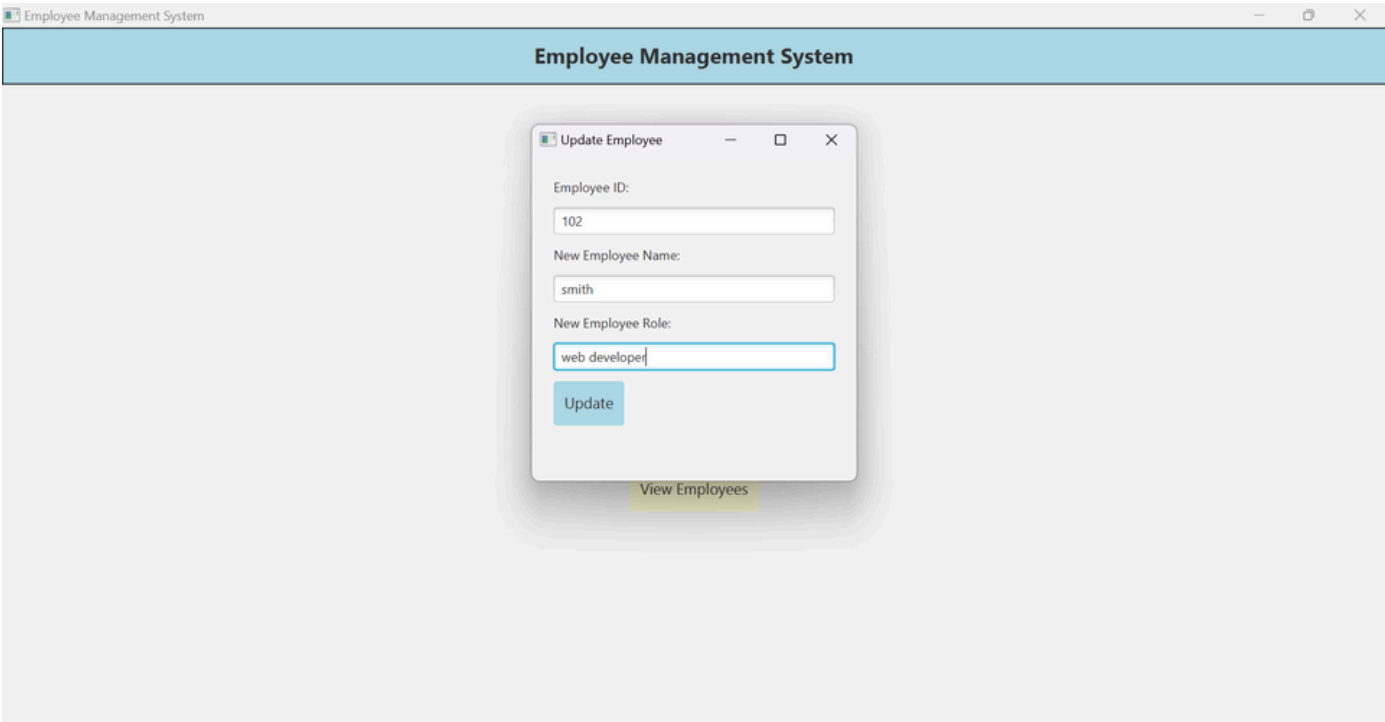 Employee Management System
Employee Management System
Update Employee
Employee ID:
102
New Employee Name:
smith
New Employee Role:
web developer
Update
View Employees